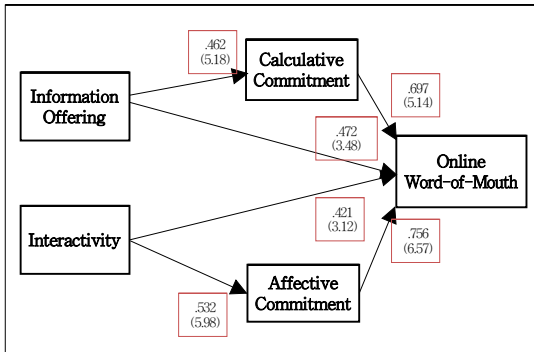 .462
(5.18)
Calculative
Commitment
.697
(5.14)
Information
Offering
.472
(3.48)
Online
Word-of-Mouth
Interactivity
.421
(3.12)
.756
(6.57)
Affective
Commitment
.532
(5.98)